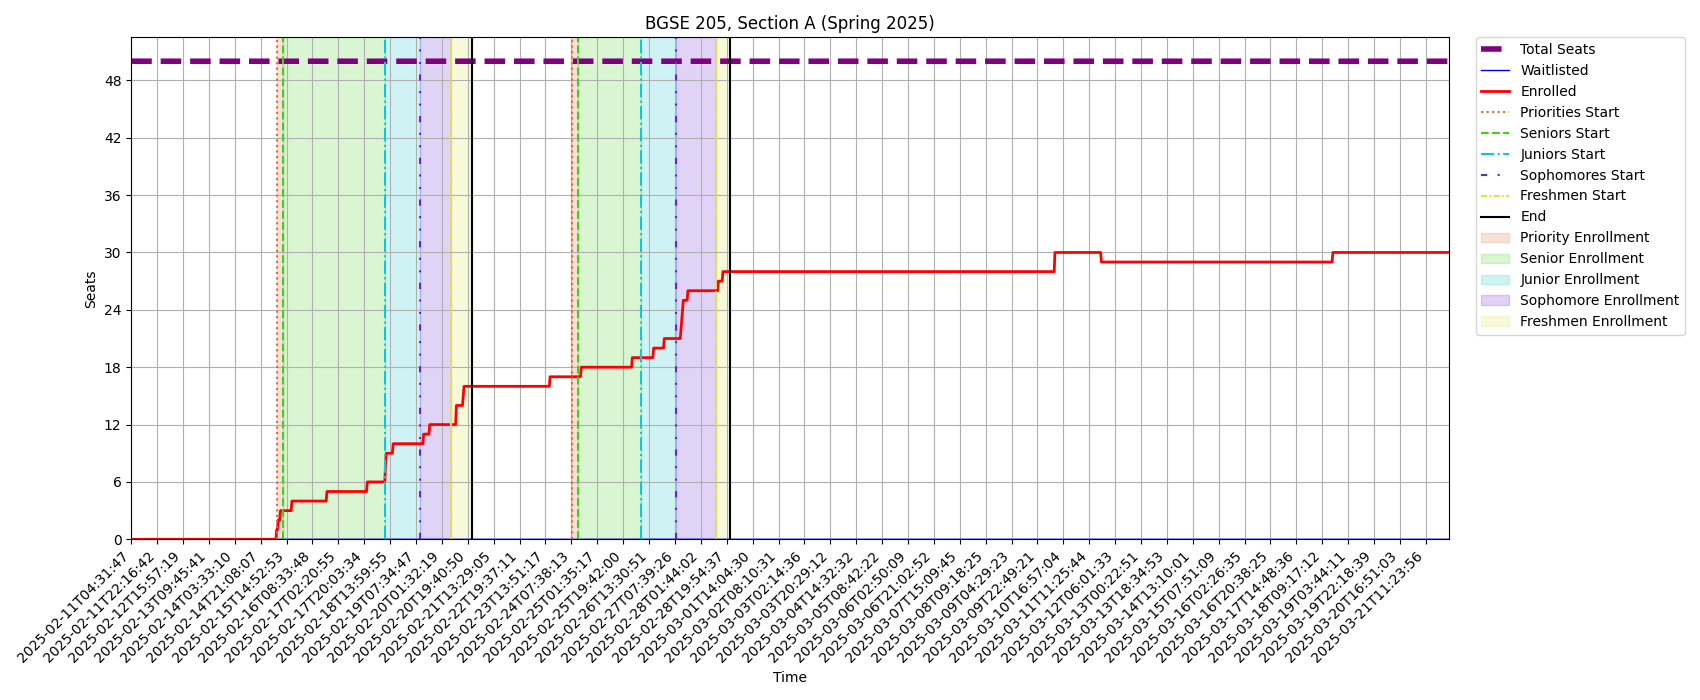 BGSE 205, Section A (Spring 2025)
Seats
48
42
36
30
24
18
12
6
0
2025-02-11T04:31:47
2025-02-11T22:16:42
2025-02-12T15:57:19
2025-02-13T09:45:41
2025-02-14T03:33:10
2025-02-14T21:08:07
2025-02-15T14:52:53
2025-02-16T08:33:48
2025-02-17T02:20:55
2025-02-17T20:03:34
2025-02-18T13:59:55
2025-02-19T07:34:47
2025-02-20T01:32:19
2025-02-20T19:40:50
2025-02-21T13:29:05
2025-02-22T19:37:11
2025-02-23T13:51:17
2025-02-24T07:38:13
2025-02-25T01:35:17
2025-02-25T19:42:00
2025-02-26T13:30:51
2025-02-27T07:39:26
2025-02-28T01:44:02
2025-02-28T19:54:37
2025-03-01T14:04:30
2025-03-02T08:10:31
2025-03-03T02:14:36
2025-03-03T20:29:12
2025-03-04T14:32:32
2025-03-05T08:42:22
2025-03-06T02:50:09
2025-03-06T21:02:52
2025-03-07T15:09:45
2025-03-08T09:18:25
2025-03-09T04:29:23
2025-03-09T22:49:21
2025-03-10T16:57:04
2025-03-11T11:25:44
2025-03-12T06:01:33
2025-03-13T00:22:51
2025-03-13T18:34:53
2025-03-14T13:10:01
2025-03-15T07:51:09
2025-03-16T02:26:35
2025-03-16T20:38:25
2025-03-17T14:48:36
2025-03-18T09:17:12
2025-03-19T03:44:11
2025-03-19T22:18:39
2025-03-20T16:51:03
2025-03-21T11:23:56
Time
Total Seats
Waitlisted
Enrolled
Priorities Start
Seniors Start
Juniors Start
Sophomores Start
Freshmen Start
End
Priority Enrollment
Senior Enrollment
Junior Enrollment
Sophomore Enrollment
Freshmen Enrollment